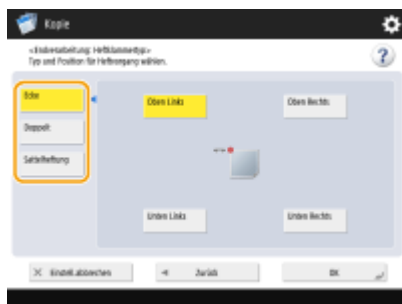 Kopie
<Endverarbeitung: Heftklammertyp>
Typ und Position für Heftvorgang wählen.
?
Ecke
Doppelt
Sattelheftung
Oben Links
Oben Rechts
Unten Links
Unten Rechts
Einstell. abbrechen
Zurück
OK